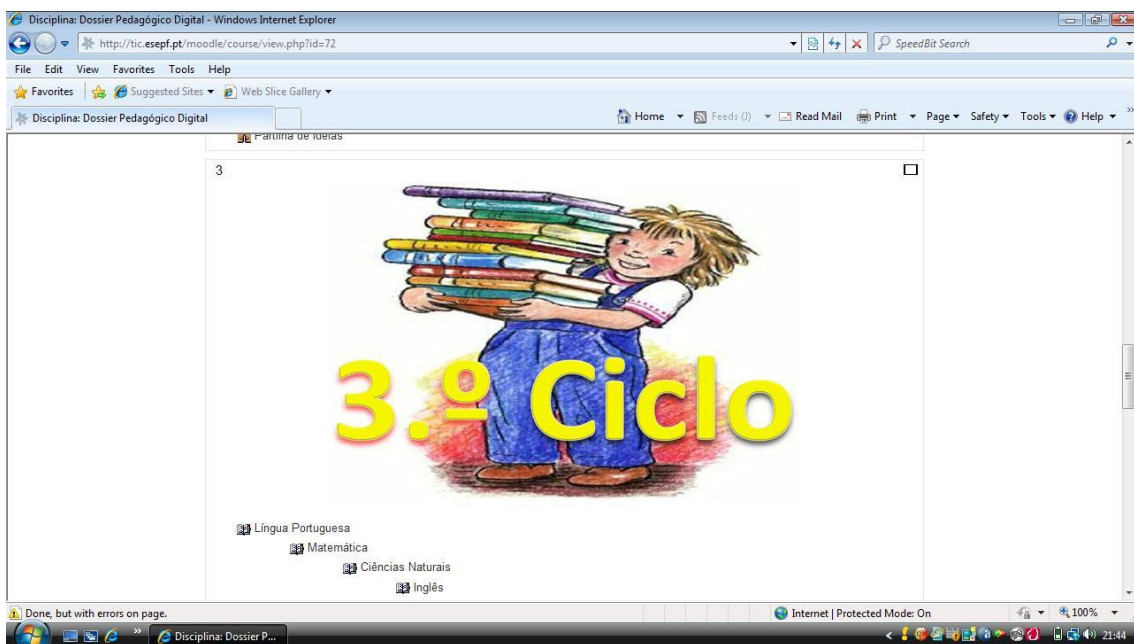 Disciplina: Dossier Pedagógico Digital - Windows Internet Explorer
http://tic.esepf.pt/moodle/course/view.php?id=72
SpeedBit Search
File Edit View Favorites Tools Help
Favorites Suggested Sites Web Slice Gallery
Disciplina: Dossier Pedagógico Digital
Home Feeds (J) Read Mail Print Page Safety Tools Help
Partilha de Ideias
3
3.º Ciclo
Língua Portuguesa
Matemática
Ciências Naturais
Inglês
Done, but with errors on page.
Internet | Protected Mode: On
100%
Disciplina: Dossier P...
21:44